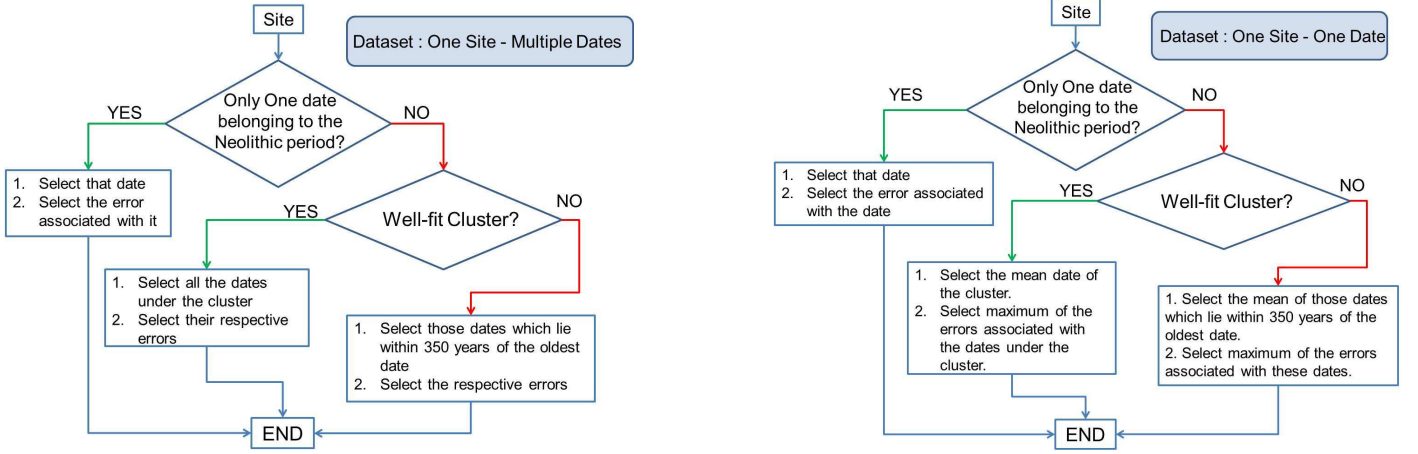 Site
Dataset : One Site - Multiple Dates
Only One date
belonging to the
Neolithic period?
YES
NO
1. Select that date
2. Select the error
associated with it
Well-fit Cluster?
YES
NO
1. Select all the dates
under the cluster
2. Select their respective
errors
1. Select those dates which lie
within 350 years of the oldest
date
2. Select the respective errors
END
Site
Dataset : One Site - One Date
Only One date
belonging to the
Neolithic period?
YES
NO
1. Select that date
2. Select the error associated
with the date
Well-fit Cluster?
YES
NO
1. Select the mean date of
the cluster.
2. Select maximum of the
errors associated with
the dates under the
cluster.
1. Select the mean of those dates
which lie within 350 years of the
oldest date.
2. Select maximum of the errors
associated with these dates.
END